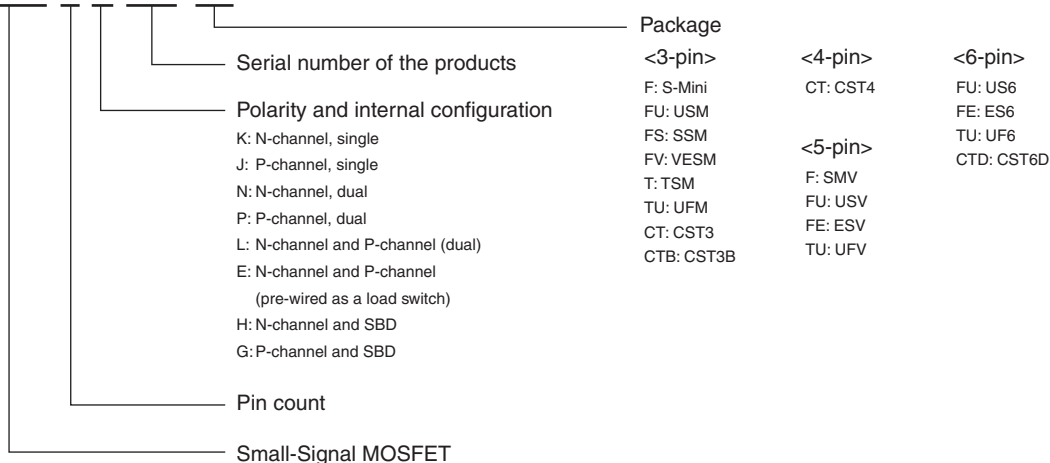 Package
<3-pin>
F: S-Mini
FU: USM
FS: SSM
FV: VESM
T: TSM
TU: UFM
CT: CST3
CTB: CST3B
<4-pin>
CT: CST4
<5-pin>
F: SMV
FU: USV
FE: ESV
TU: UFV
<6-pin>
FU: US6
FE: ES6
TU: UF6
CTD: CST6D
Serial number of the products
Polarity and internal configuration
K: N-channel, single
J: P-channel, single
N: N-channel, dual
P: P-channel, dual
L: N-channel and P-channel (dual)
E: N-channel and P-channel
(pre-wired as a load switch)
H: N-channel and SBD
G: P-channel and SBD
Pin count
Small-Signal MOSFET